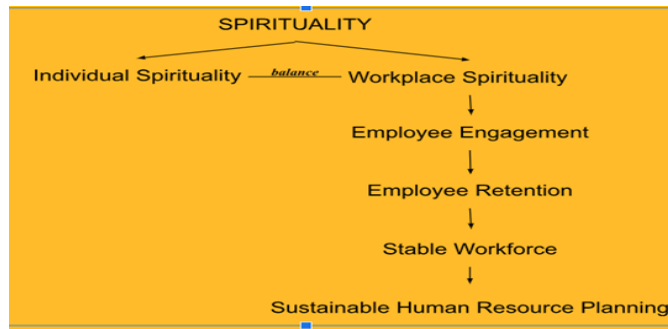 SPIRITUALITY
Individual Spirituality balance Workplace Spirituality
Employee Engagement
Employee Retention
Stable Workforce
Sustainable Human Resource Planning